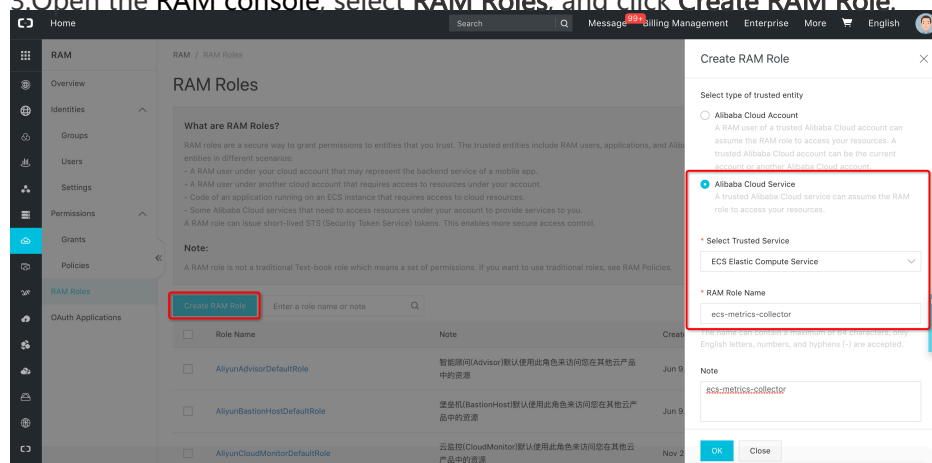 3.Open the RAM console, select RAM Roles, and click Create RAM Role.
Home
Search
Message
99+
Billing Management
Enterprise
More
English
RAM
Overview
Identities
Groups
Users
Settings
Permissions
Grants
Policies
RAM Roles
OAuth Applications
RAM / RAM Roles
RAM Roles
What are RAM Roles?
RAM roles are a secure way to grant permissions to entities that you trust. The trusted entities include RAM users, applications, and Alib
entities in different scenarios:
- A RAM user under your cloud account that may represent the backend service of a mobile app.
- A RAM user under another cloud account that requires access to resources under your account.
- Code of an application running on an ECS instance that requires access to cloud resources.
- Some Alibaba Cloud services that need to access resources under your account to provide services to you.
A RAM role can issue short-lived STS (Security Token Service) tokens. This enables more secure access control.
Note:
A RAM role is not a traditional Text-book role which means a set of permissions. If you want to use traditional roles, see RAM Policies.
Create RAM Role
Enter a role name or note
Role Name
Note
Create
AliyunAdvisorDefaultRole
智能顾问(Advisor)默认使用此角色来访问您在其他云产品
中的资源
Jun 9
AliyunBastionHostDefaultRole
堡垒机(BastionHost)默认使用此角色来访问您在其他云产
品中的资源
Jun 9
AliyunCloudMonitorDefaultRole
云监控(CloudMonitor)默认使用此角色来访问您在其他云
产品中的资源
Nov 2
Create RAM Role
Select type of trusted entity
Alibaba Cloud Account
A RAM user of a trusted Alibaba Cloud account can
assume the RAM role to access your resources. A
trusted Alibaba Cloud account can be the current
account or another Alibaba Cloud account.
Alibaba Cloud Service
A trusted Alibaba Cloud service can assume the RAM
role to access your resources.
* Select Trusted Service
ECS Elastic Compute Service
* RAM Role Name
ecs-metrics-collector
The name can contain a maximum of 64 characters, only
English letters, numbers, and hyphens (-) are accepted.
Note
ecs-metrics-collector
OK
Close